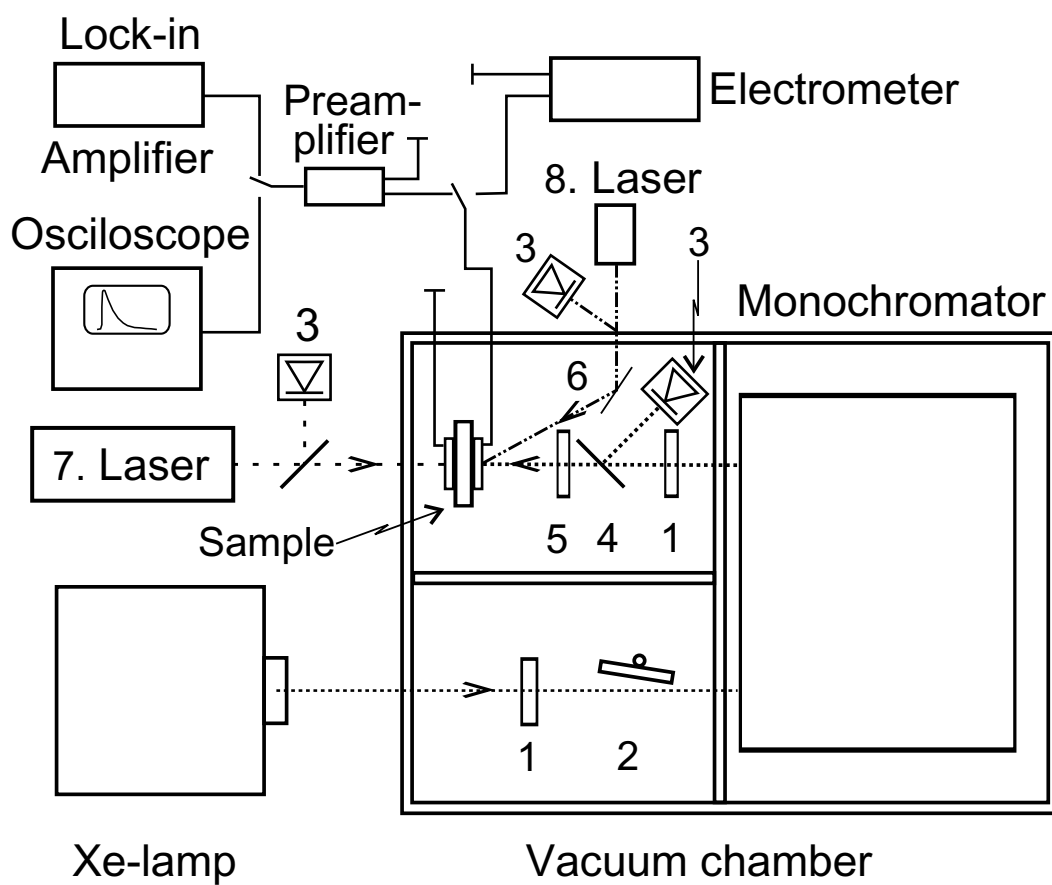 Lock-in
Amplifier
Pream-
plifier
Electrometer
8. Laser
Osciloscope
3
3
Monochromator
3
6
7. Laser
Sample
5
4
1
1
2
Xe-lamp
Vacuum chamber